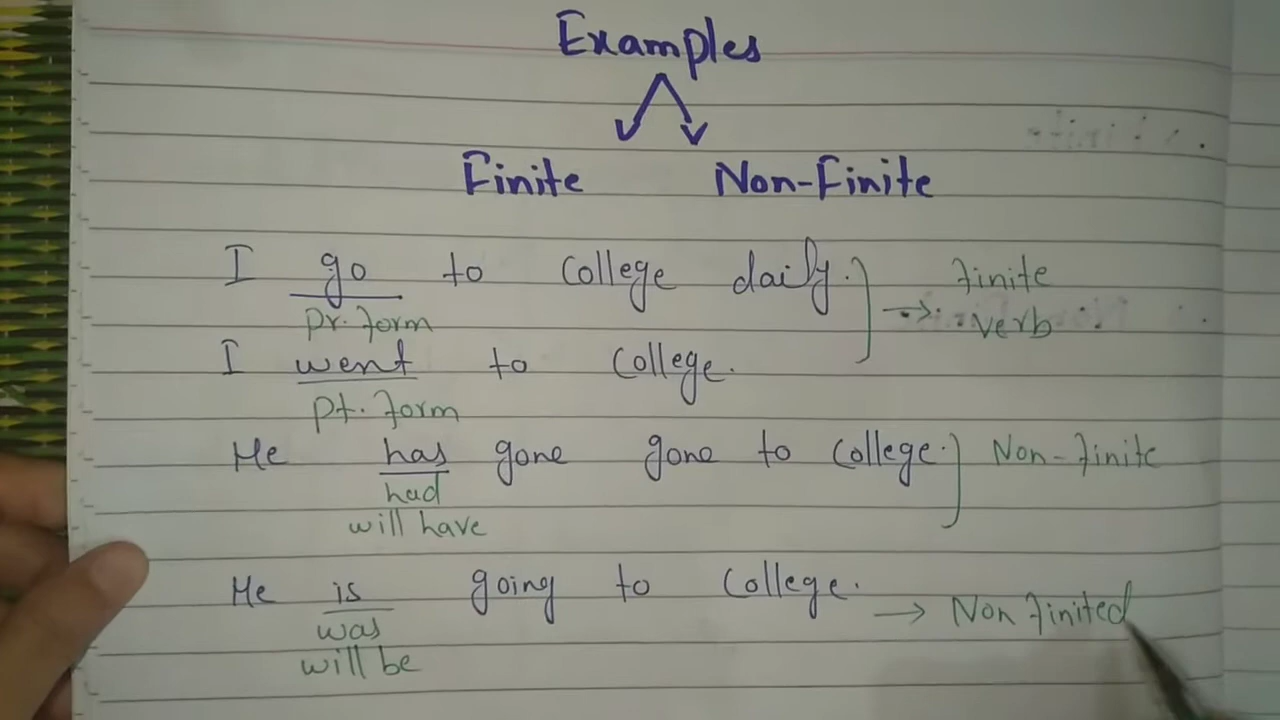 Examples
Finite Non-Finite
I go to College daily. → finite
pr. form verb
I went to College.
pt. form
He has gone gone to College. Non-finite
had
will have
He is going to College. → Non finited
was
will be